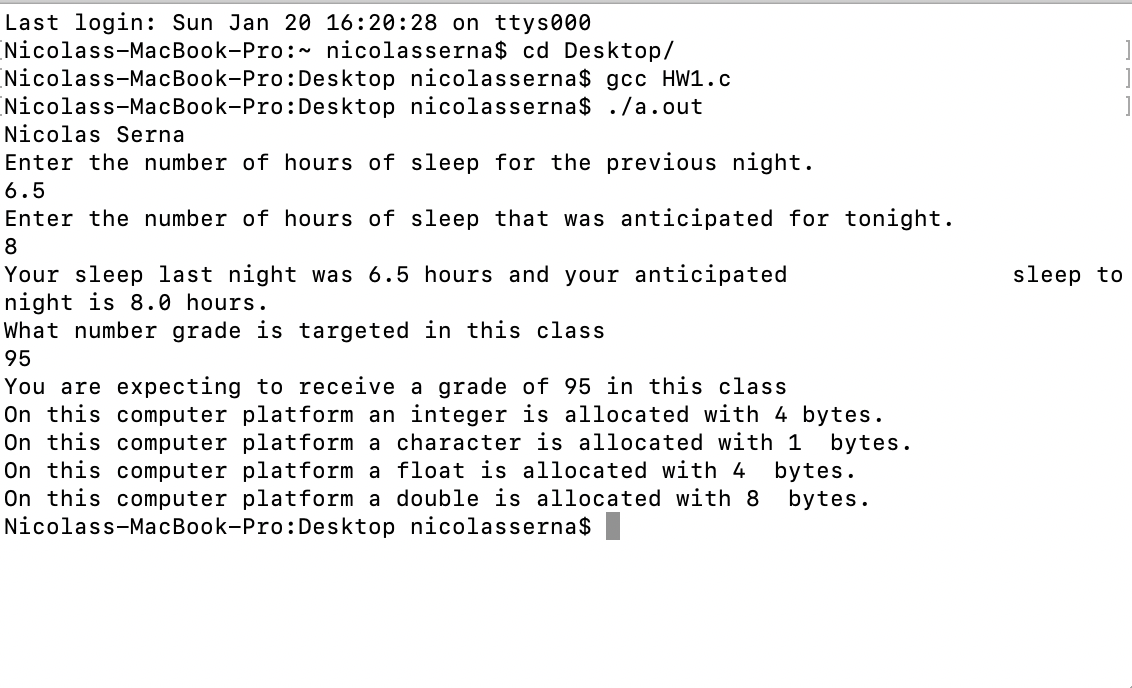 Last login: Sun Jan 20 16:20:28 on ttys000
[Nicolass-MacBook-Pro:~ nicolasserna$ cd Desktop/ ]
[Nicolass-MacBook-Pro:Desktop nicolasserna$ gcc HW1.c ]
[Nicolass-MacBook-Pro:Desktop nicolasserna$ ./a.out ]
Nicolas Serna
Enter the number of hours of sleep for the previous night.
6.5
Enter the number of hours of sleep that was anticipated for tonight.
8
Your sleep last night was 6.5 hours and your anticipated                sleep to
night is 8.0 hours.
What number grade is targeted in this class
95
You are expecting to receive a grade of 95 in this class
On this computer platform an integer is allocated with 4 bytes.
On this computer platform a character is allocated with 1  bytes.
On this computer platform a float is allocated with 4  bytes.
On this computer platform a double is allocated with 8  bytes.
Nicolass-MacBook-Pro:Desktop nicolasserna$